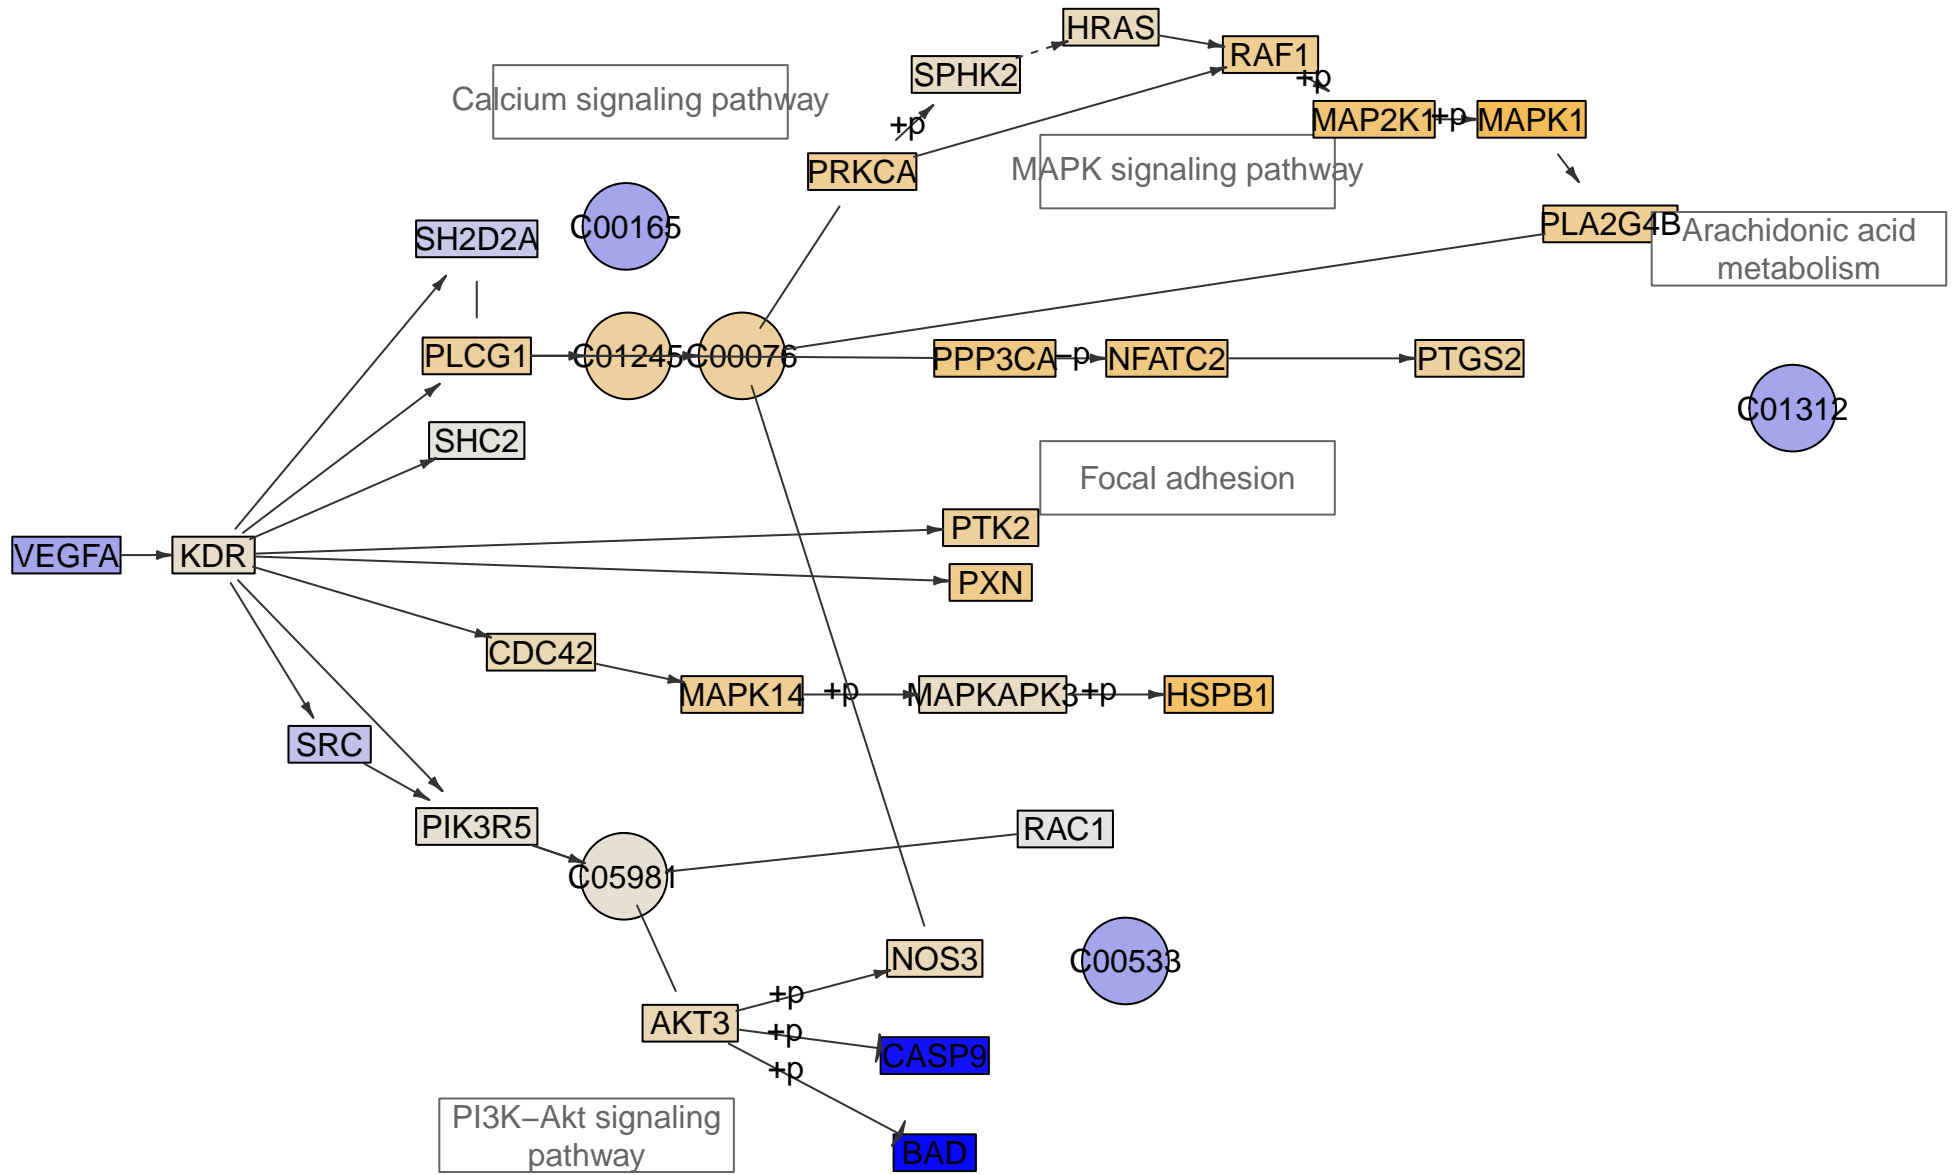 HRAS
RAF1
SPHK2
+p
Calcium signaling pathway
MAP2K1
+p
MAPK1
+p
PRKCA
MAPK signaling pathway
SH2D2A
C00165
PLA2G4B
Arachidonic acid
metabolism
PLCG1
C01245
C00076
PPP3CA
−p
NFATC2
PTGS2
C01312
SHC2
Focal adhesion
PTK2
VEGFA
KDR
PXN
CDC42
MAPK14
+p
MAPKAPK3
+p
HSPB1
SRC
PIK3R5
RAC1
C05981
NOS3
C00533
+p
AKT3
+p
CASP9
+p
PI3K−Akt signaling
pathway
BAD